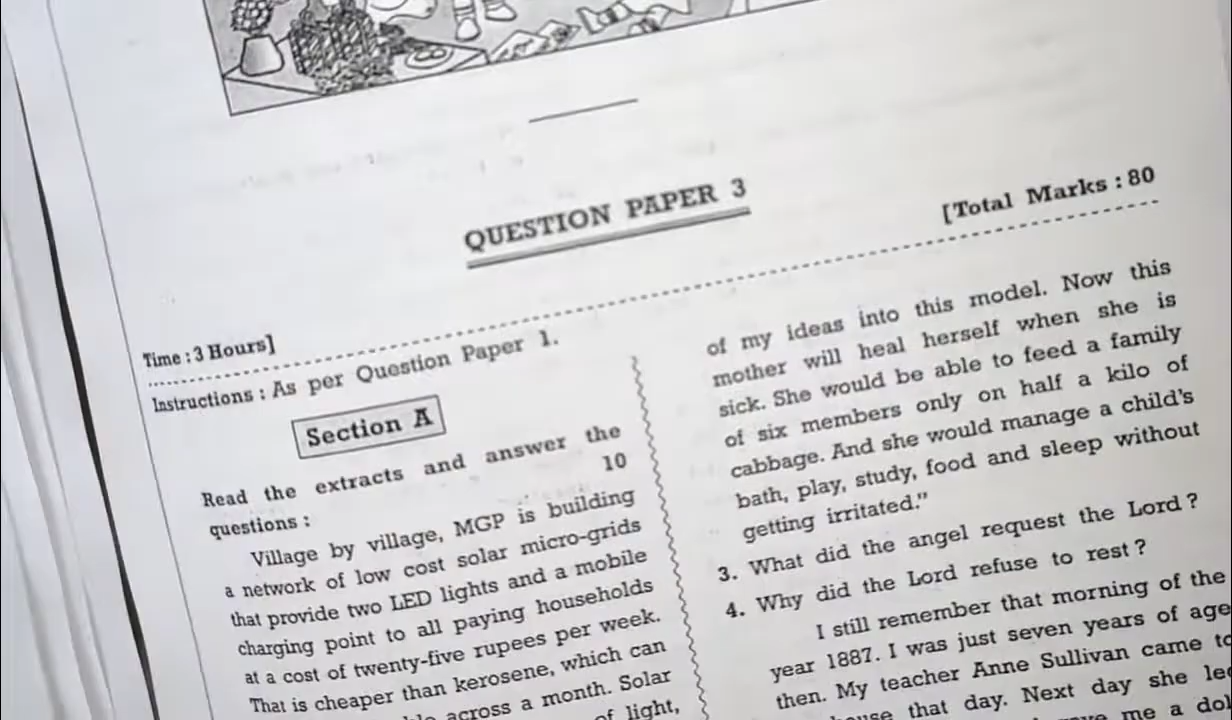 QUESTION PAPER 3
Time : 3 Hours]
[Total Marks : 80
Instructions : As per Question Paper 1.
Section A
Read the extracts and answer the
questions : 10
Village by village, MGP is building
a network of low cost solar micro-grids
that provide two LED lights and a mobile
charging point to all paying households
at a cost of twenty-five rupees per week.
That is cheaper than kerosene, which can
across a month. Solar
of light,
of my ideas into this model. Now this
mother will heal herself when she is
sick. She would be able to feed a family
of six members only on half a kilo of
cabbage. And she would manage a child's
bath, play, study, food and sleep without
getting irritated."
3. What did the angel request the Lord ?
4. Why did the Lord refuse to rest ?
I still remember that morning of the
year 1887. I was just seven years of age
then. My teacher Anne Sullivan came to
that day. Next day she
me a